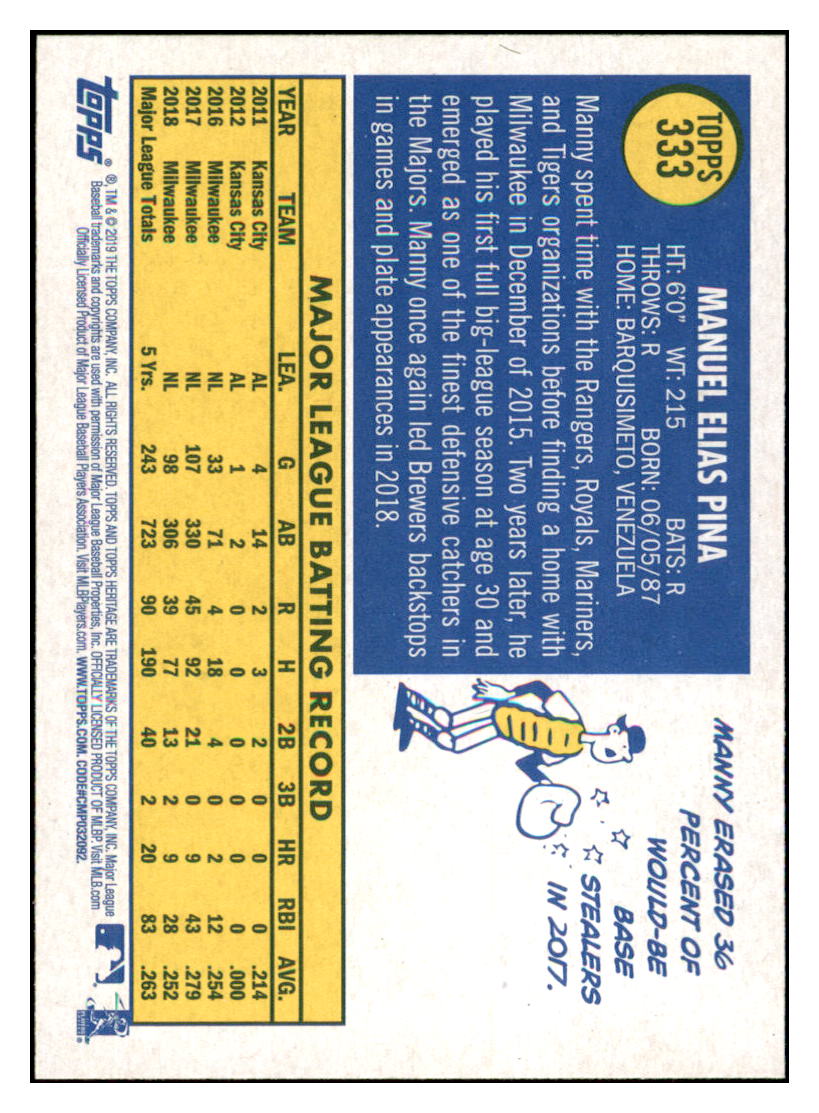 TOPPS
333
MANUEL ELIAS PINA
HT: 6'0" WT: 215 BATS: R
THROWS: R BORN: 06/05/87
HOME: BARQUISIMETO, VENEZUELA
Manny spent time with the Rangers, Royals, Mariners,
and Tigers organizations before finding a home with
Milwaukee in December of 2015. Two years later, he
played his first full big-league season at age 30 and
emerged as one of the finest defensive catchers in
the Majors. Manny once again led Brewers backstops
in games and plate appearances in 2018.
MANNY ERASED 36
PERCENT OF
WOULD-BE
BASE
STEALERS
IN 2017.
MAJOR LEAGUE BATTING RECORD
YEAR TEAM LEA. G AB R H 2B 3B HR RBI AVG.
2011 Kansas City AL 4 14 2 3 2 0 0 0 .214
2012 Kansas City AL 1 2 0 0 0 0 0 0 .000
2016 Milwaukee NL 33 71 4 18 4 0 2 12 .254
2017 Milwaukee NL 107 330 45 92 21 0 9 43 .279
2018 Milwaukee NL 98 306 39 77 13 2 9 28 .252
Major League Totals 5 Yrs. 243 723 90 190 40 2 20 83 .263
topps®
®, TM & © 2019 THE TOPPS COMPANY, INC. ALL RIGHTS RESERVED. TOPPS AND TOPPS HERITAGE ARE TRADEMARKS OF THE TOPPS COMPANY, INC. Major League
Baseball trademarks and copyrights are used with permission of Major League Baseball Properties, Inc. OFFICIALLY LICENSED PRODUCT OF MLBP. Visit MLB.com
Officially Licensed Product of Major League Baseball Players Association. Visit MLBPlayers.com. WWW.TOPPS.COM. CODE#CMP032092.